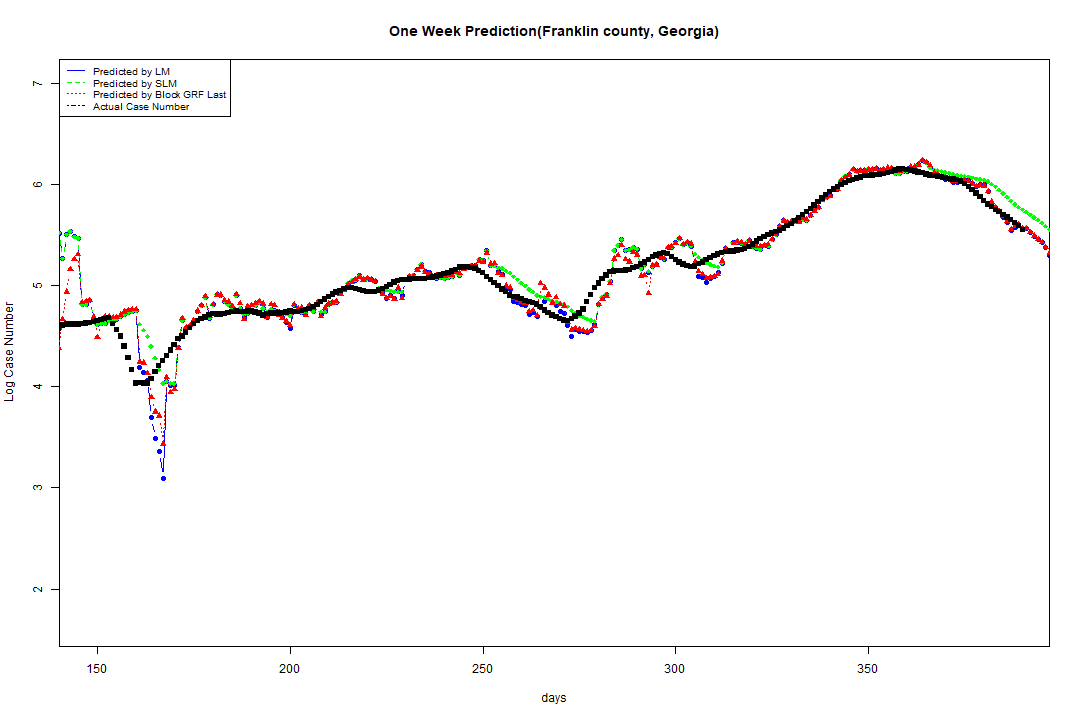 One Week Prediction(Franklin county, Georgia)
Predicted by LM
Predicted by SLM
Predicted by Block GRF Last
Actual Case Number
7
6
5
4
3
2
Log Case Number
150 200 250 300 350
days